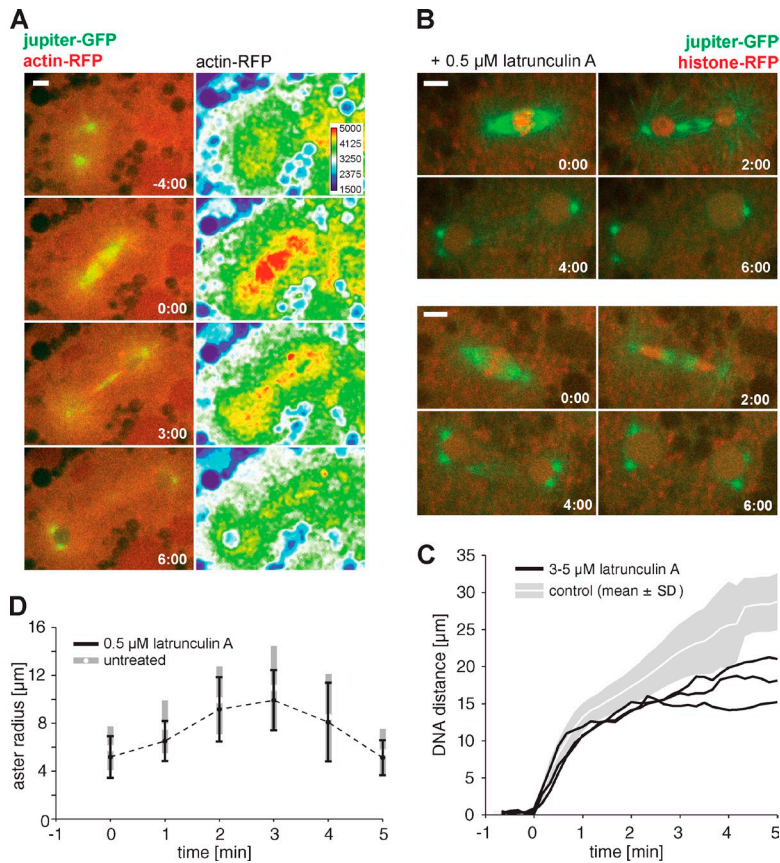 A
jupiter-GFP
actin-RFP
actin-RFP
-4:00
5000
4125
3250
2375
1500
0:00
3:00
6:00
B
+ 0.5 µM latrunculin A
jupiter-GFP
histone-RFP
0:00
2:00
4:00
6:00
0:00
2:00
4:00
6:00
C
3-5 µM latrunculin A
control (mean ± SD)
DNA distance [µm]
35
30
25
20
15
10
5
0
-1 0 1 2 3 4 5
time [min]
D
0.5 µM latrunculin A
untreated
aster radius [µm]
16
12
8
4
0
-1 0 1 2 3 4 5
time [min]